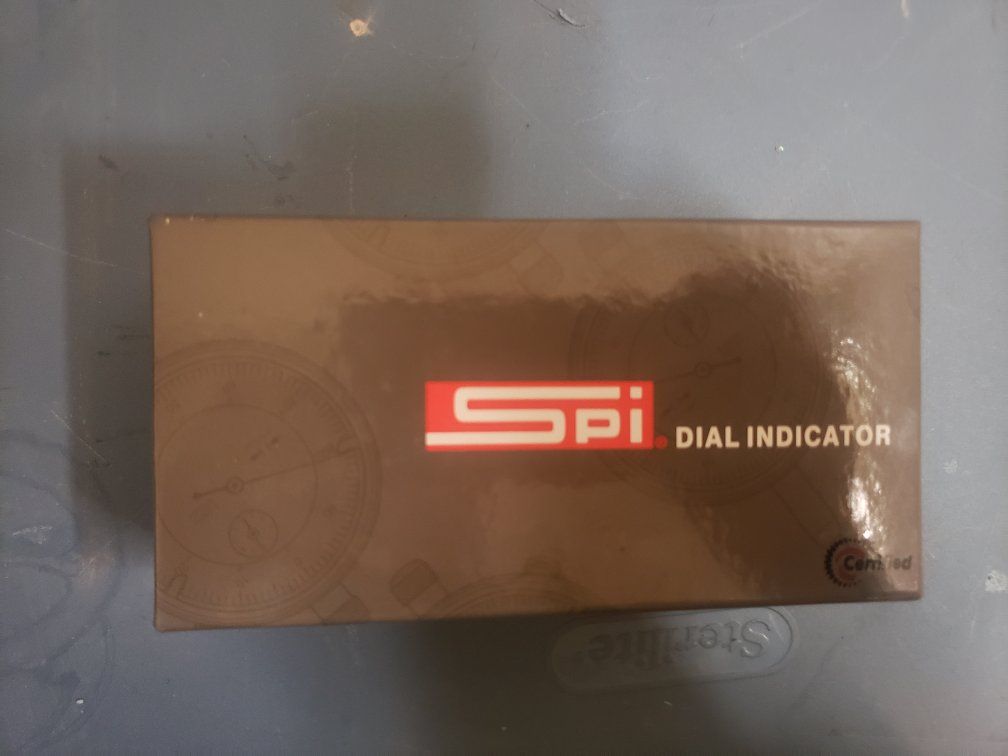 Spi® DIAL INDICATOR
Certified
Sterilite